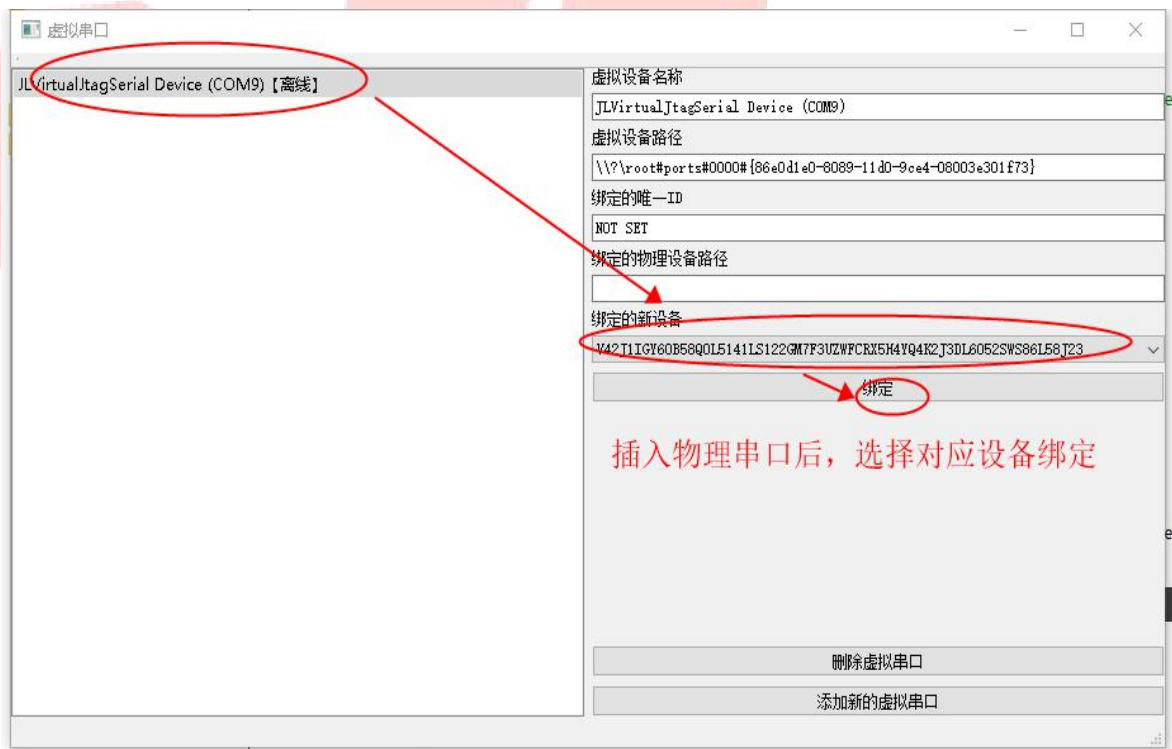 虚拟串口
JLVirtualJtagSerial Device (COM9)【离线】
虚拟设备名称
JLVirtualJtagSerial Device (COM9)
虚拟设备路径
\\?\root#ports#0000#{86e0d1e0-8089-11d0-9ce4-08003e301f73}
绑定的唯一ID
NOT SET
绑定的物理设备路径
绑定的新设备
V42J1IGY60B58Q0L5141LS122GM7F3UZWFCRX5H4YQ4K2J3DL6052SWS86L58J23
绑定
插入物理串口后，选择对应设备绑定
删除虚拟串口
添加新的虚拟串口